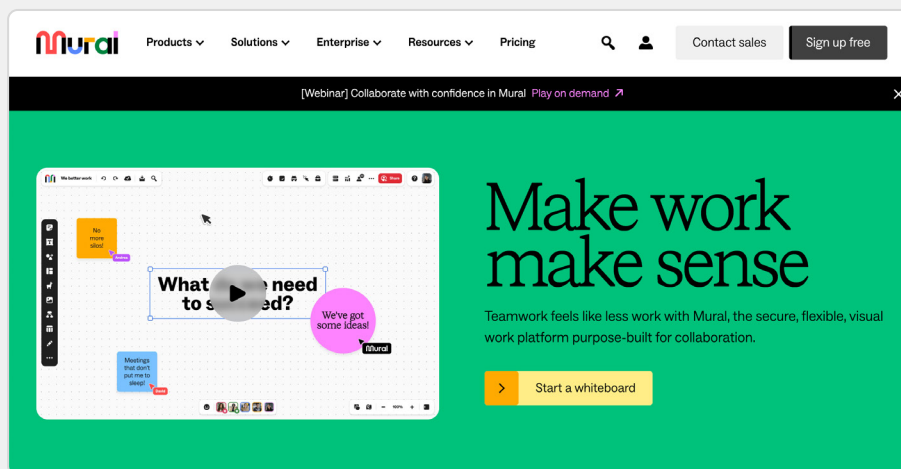 Mural
Products Solutions Enterprise Resources Pricing Contact sales Sign up free
[Webinar] Collaborate with confidence in Mural Play on demand
We better work
Share
No
more
silos!
Andrea
What need
to s ed?
We've got
some ideas!
Mural
Meetings
that don't
put me to
sleep!
100%
Make work
make sense
Teamwork feels like less work with Mural, the secure, flexible, visual
work platform purpose-built for collaboration.
Start a whiteboard